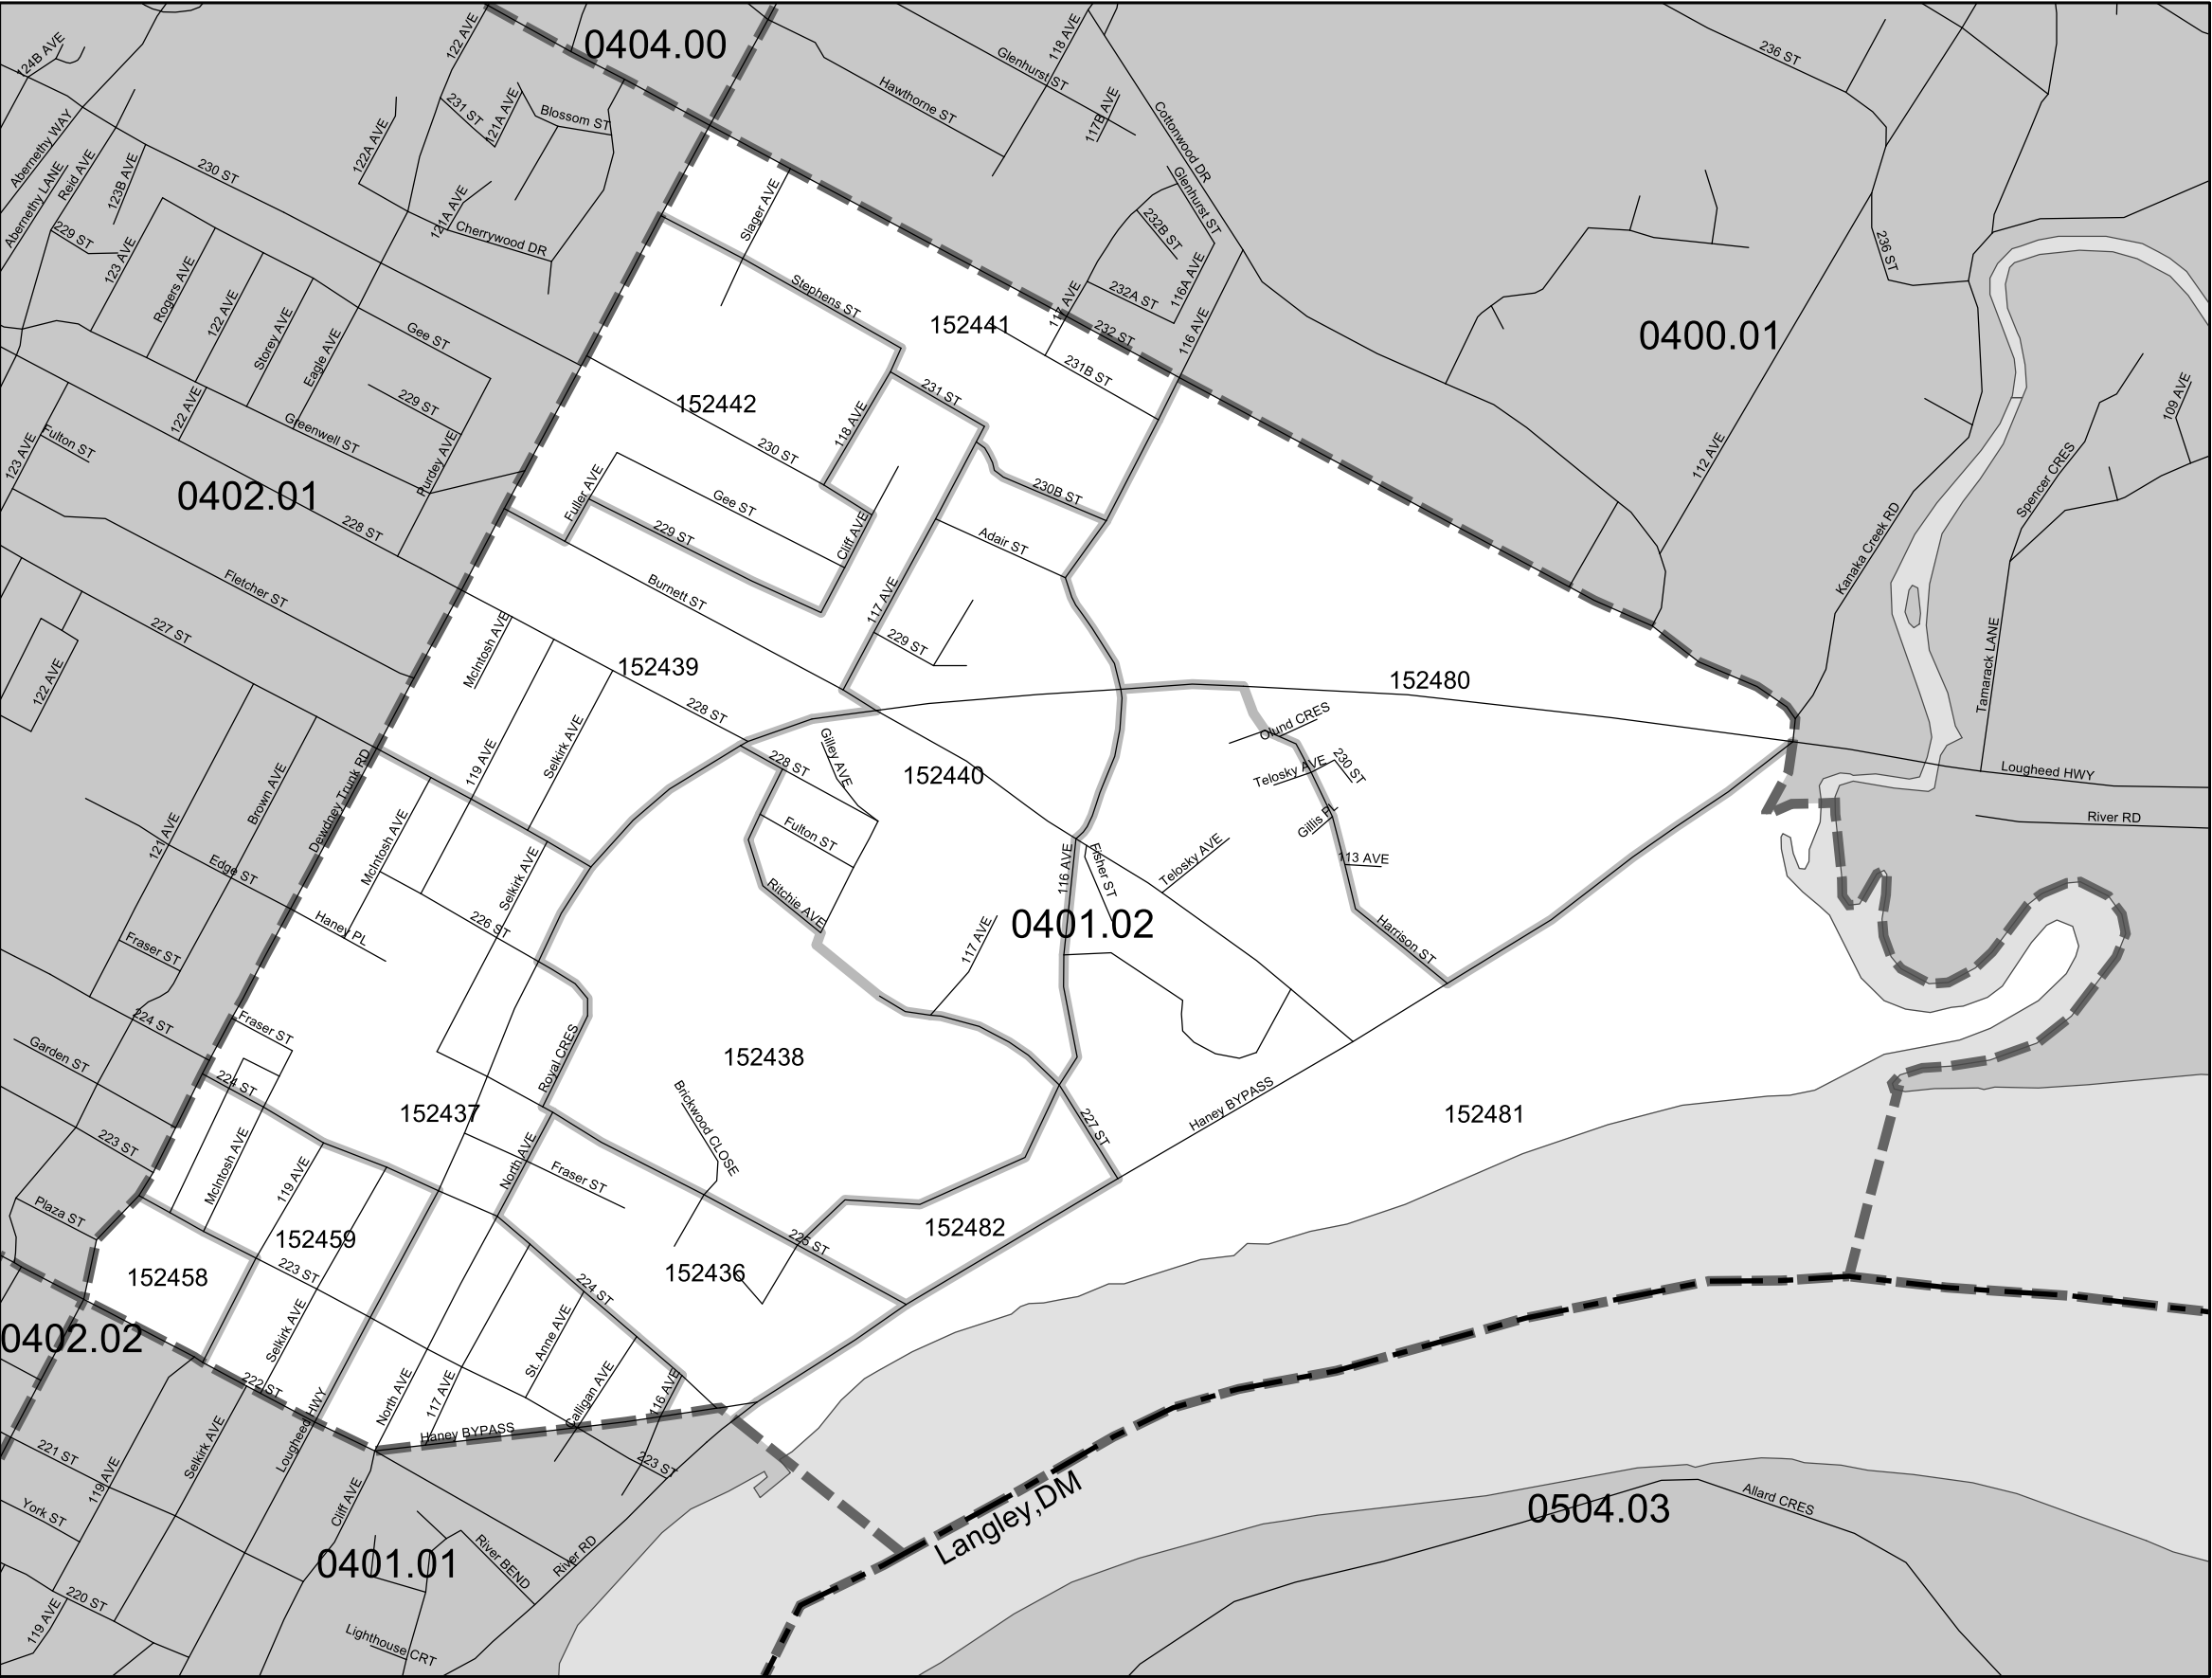 0404.00
122 AVE
124B AVE
231 ST
121A AVE
Blossom ST
Hawthorne ST
Glenhurst ST
118 AVE
117B AVE
Cottonwood DR
236 ST
Abernethy WAY
Abernethy LANE
Reid AVE
123B AVE
230 ST
122A AVE
121A AVE
Cherrywood DR
229 ST
123 AVE
Rogers AVE
122 AVE
Storey AVE
Eagle AVE
Gee ST
229 ST
Greenwell ST
122 AVE
Purdey AVE
123 AVE
Fulton ST
0402.01
228 ST
Fletcher ST
227 ST
122 AVE
Slager AVE
Stephens ST
152441
152442
118 AVE
231 ST
230 ST
Fuller AVE
Gee ST
229 ST
Cliff AVE
230B ST
Adair ST
117 AVE
229 ST
Burnett ST
Glenhurst ST
232B ST
232A ST
116A AVE
117 AVE
232 ST
231B ST
116 AVE
0400.01
236 ST
112 AVE
109 AVE
Spencer CRES
Kanaka Creek RD
Tamarack LANE
Lougheed HWY
River RD
McIntosh AVE
152439
228 ST
119 AVE
Selkirk AVE
Gilley AVE
228 ST
152440
Fulton ST
Ritchie AVE
152480
Olund CRES
Telosky AVE
230 ST
Gillis PL
113 AVE
Harrison ST
Telosky AVE
Fisher ST
116 AVE
0401.02
117 AVE
Dewdney Trunk RD
Brown AVE
121 AVE
Edge ST
Haney PL
McIntosh AVE
Selkirk AVE
226 ST
Fraser ST
224 ST
Garden ST
Fraser ST
224 ST
223 ST
Plaza ST
McIntosh AVE
119 AVE
152437
Royal CRES
152438
Brickwood CLOSE
North AVE
Fraser ST
227 ST
Haney BYPASS
152481
152482
225 ST
152436
152459
152458
223 ST
Selkirk AVE
224 ST
St. Anne AVE
Calligan AVE
116 AVE
117 AVE
North AVE
Haney BYPASS
223 ST
0402.02
222 ST
Lougheed HWY
221 ST
Selkirk AVE
119 AVE
York ST
Cliff AVE
0401.01
River BEND
River RD
220 ST
119 AVE
Lighthouse CRT
Langley,DM
0504.03
Allard CRES